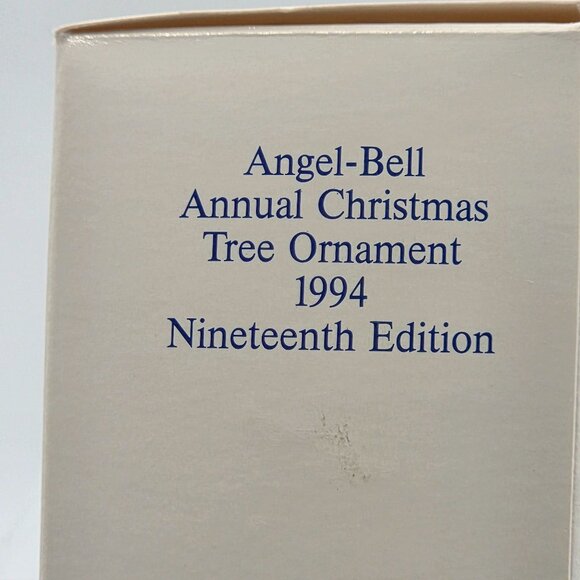 Angel-Bell
Annual Christmas
Tree Ornament
1994
Nineteenth Edition